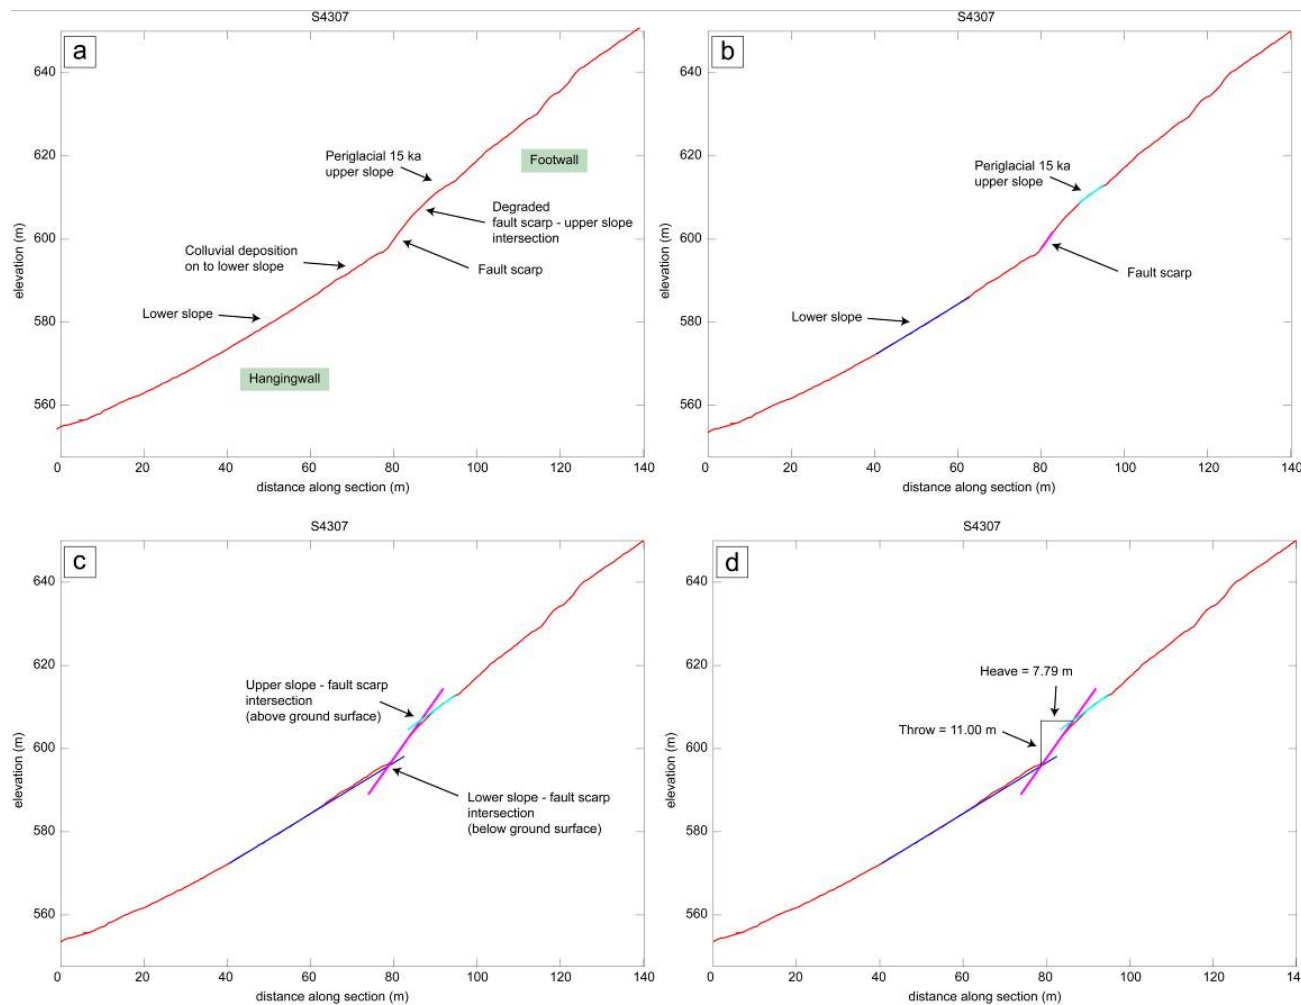 S4307
a
640
620
600
580
560
elevation (m)
Periglacial 15 ka
upper slope
Footwall
Degraded
fault scarp - upper slope
intersection
Colluvial deposition
on to lower slope
Fault scarp
Lower slope
Hangingwall
0 20 40 60 80 100 120 140
distance along section (m)
S4307
b
640
620
600
580
560
elevation (m)
Periglacial 15 ka
upper slope
Fault scarp
Lower slope
0 20 40 60 80 100 120 140
distance along section (m)
S4307
c
640
620
600
580
560
elevation (m)
Upper slope - fault scarp
intersection
(above ground surface)
Lower slope - fault scarp
intersection
(below ground surface)
0 20 40 60 80 100 120 140
distance along section (m)
S4307
d
640
620
600
580
560
elevation (m)
Heave = 7.79 m
Throw = 11.00 m
0 20 40 60 80 100 120 140
distance along section (m)